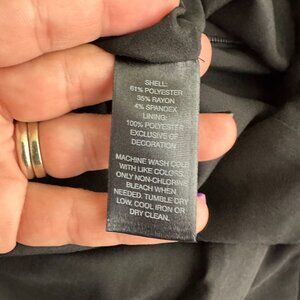 SHELL:
61% POLYESTER
35% RAYON
4% SPANDEX
LINING:
100% POLYESTER
EXCLUSIVE OF
DECORATION
MACHINE WASH COLD
WITH LIKE COLORS.
ONLY NON-CHLORINE
BLEACH WHEN
NEEDED. TUMBLE DRY
LOW, COOL IRON OR
DRY CLEAN.